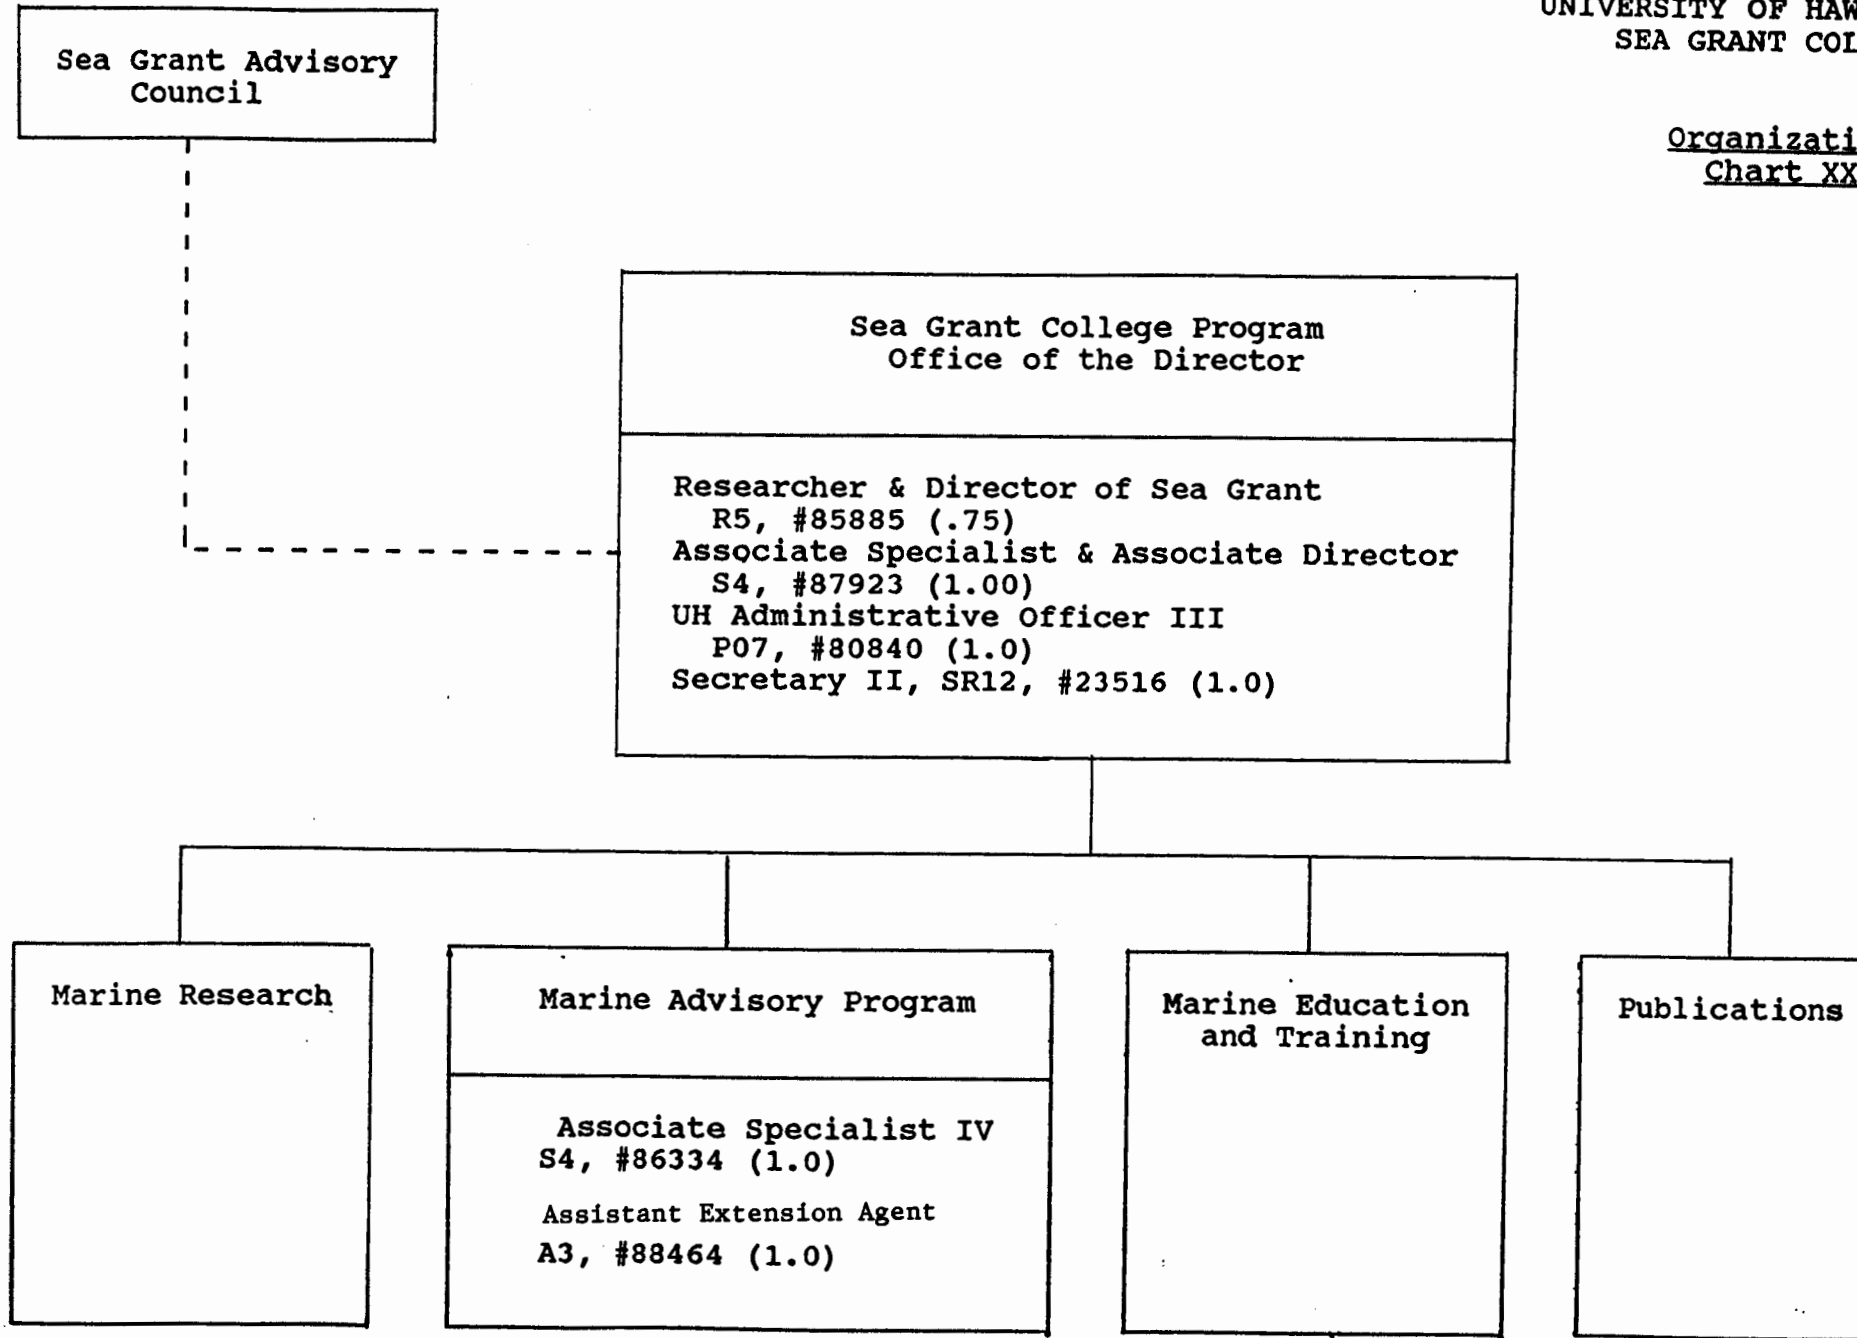 UNIVERSITY OF HAW
SEA GRANT COL
Organizati
Chart XX
Sea Grant Advisory
Council
Sea Grant College Program
Office of the Director
Researcher & Director of Sea Grant
R5, #85885 (.75)
Associate Specialist & Associate Director
S4, #87923 (1.00)
UH Administrative Officer III
P07, #80840 (1.0)
Secretary II, SR12, #23516 (1.0)
Marine Research
Marine Advisory Program
Associate Specialist IV
S4, #86334 (1.0)
Assistant Extension Agent
A3, #88464 (1.0)
Marine Education
and Training
Publications